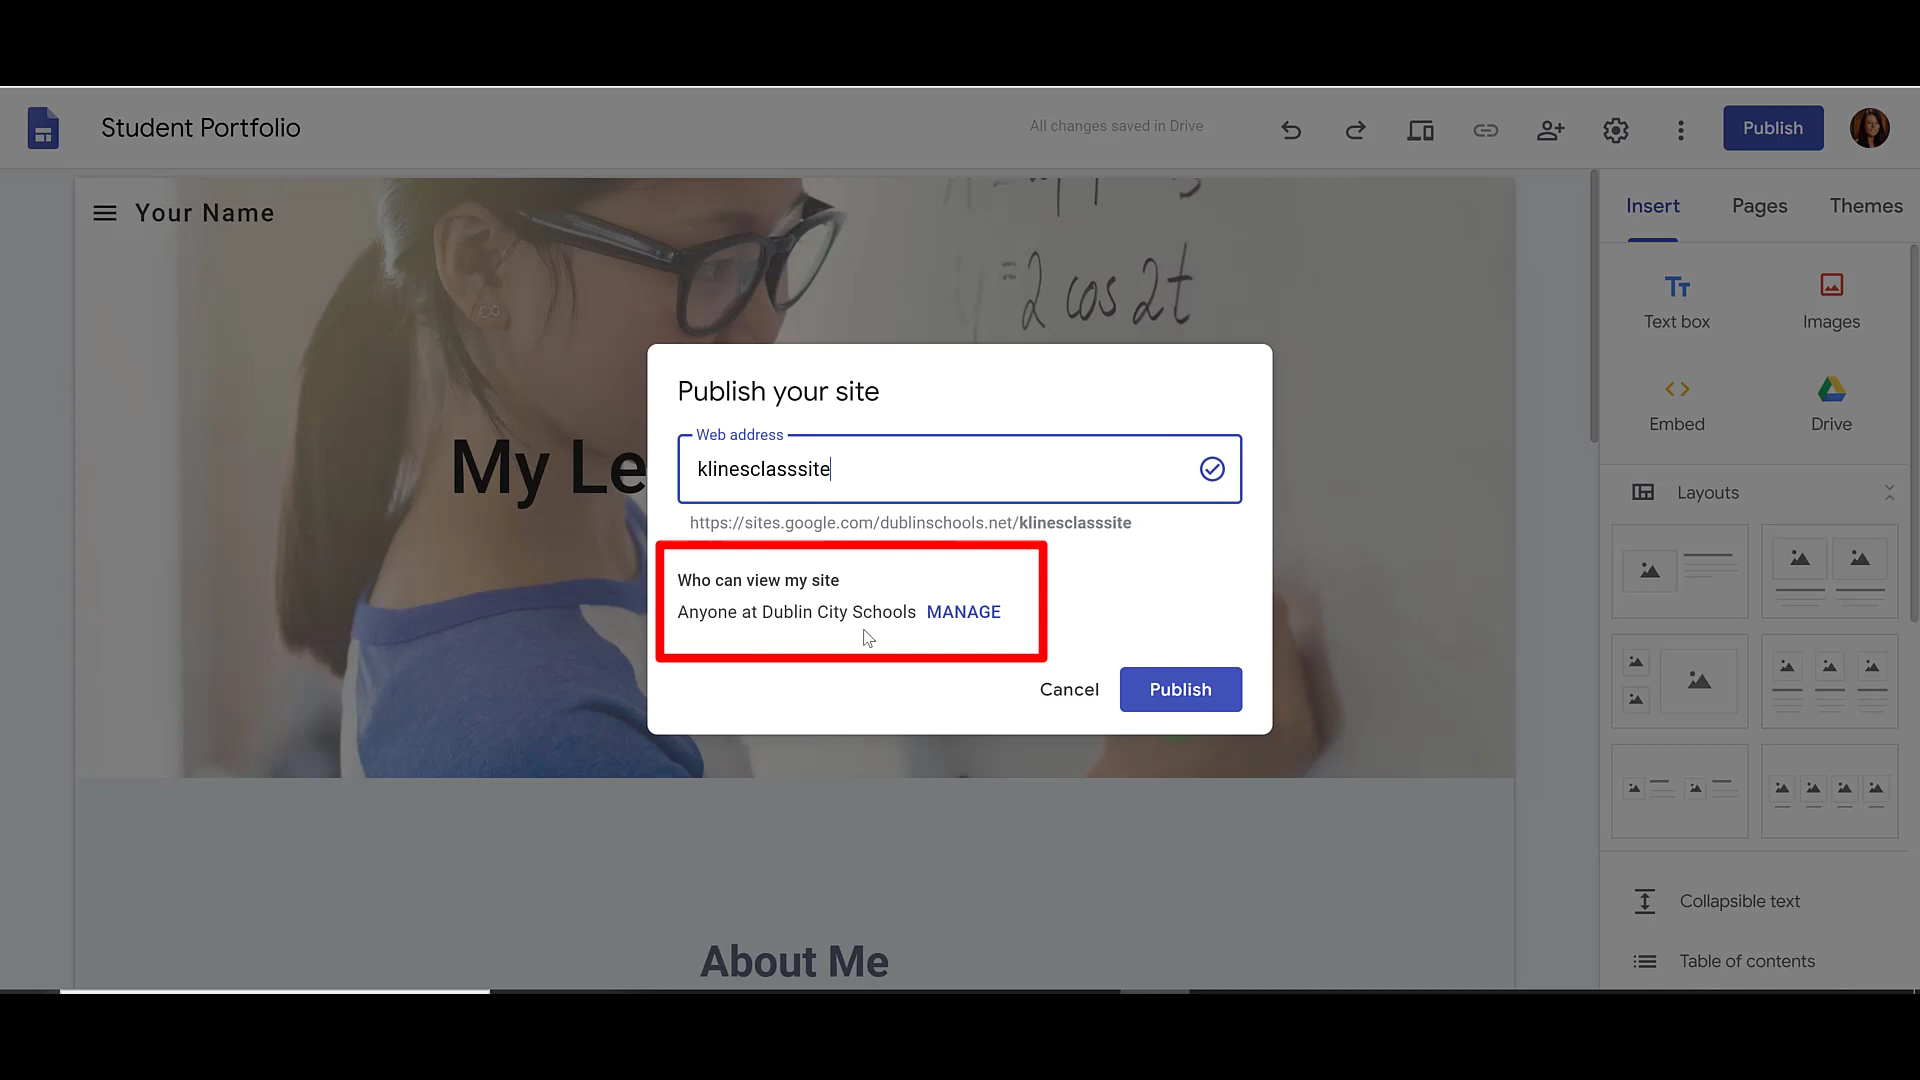 Student Portfolio
All changes saved in Drive
Publish
Your Name
Insert
Pages
Themes
= 2 cos 2t
Text box
Images
Embed
Drive
My Le
Layouts
Publish your site
Web address
klinesclasssite
https://sites.google.com/dublinschools.net/klinesclasssite
Who can view my site
Anyone at Dublin City Schools MANAGE
Cancel
Publish
Collapsible text
Table of contents
About Me